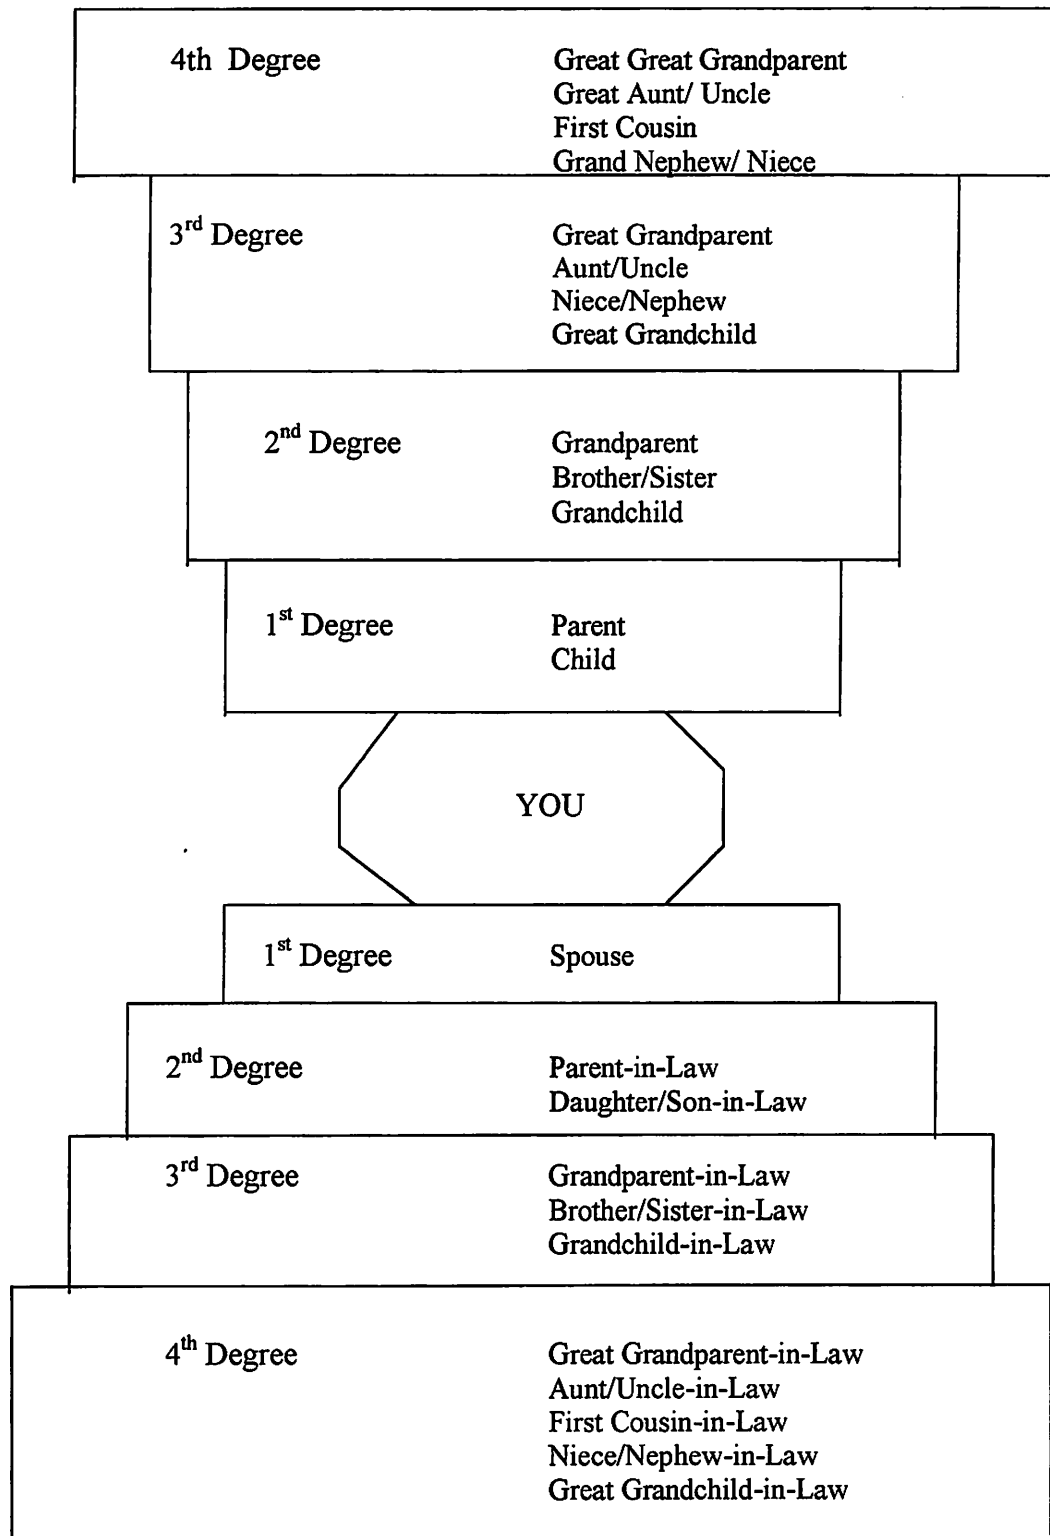 4th Degree Great Great Grandparent
Great Aunt/ Uncle
First Cousin
Grand Nephew/ Niece
3rd Degree Great Grandparent
Aunt/Uncle
Niece/Nephew
Great Grandchild
2nd Degree Grandparent
Brother/Sister
Grandchild
1st Degree Parent
Child
YOU
1st Degree Spouse
2nd Degree Parent-in-Law
Daughter/Son-in-Law
3rd Degree Grandparent-in-Law
Brother/Sister-in-Law
Grandchild-in-Law
4th Degree Great Grandparent-in-Law
Aunt/Uncle-in-Law
First Cousin-in-Law
Niece/Nephew-in-Law
Great Grandchild-in-Law